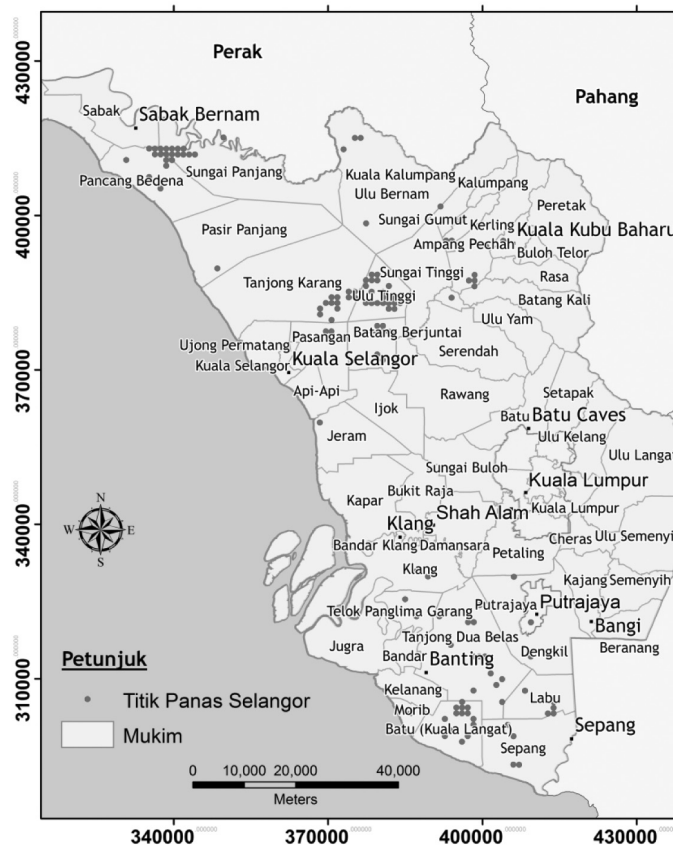 Perak
Pahang
Sabak
Sabak Bernam
Sungai Panjang
Pancang Bedena
Kuala Kalumpang
Kalumpang
Ulu Bernam
Peretak
Sungai Gumut
Kerling
Kuala Kubu Baharu
Pasir Panjang
Ampang Pechah
Buloh Telor
Sungai Tinggi
Rasa
Tanjong Karang
Ulu Tinggi
Batang Kali
Ulu Yam
Pasangan
Batang Berjuntai
Ujong Permatang
Serendah
Kuala Selangor
Kuala Selangor
Api-Api
Rawang
Setapak
Ijok
Batu
Batu Caves
Jeram
Ulu Kelang
Ulu Langat
Sungai Buloh
Kuala Lumpur
Bukit Raja
Kapar
Shah Alam
Kuala Lumpur
Klang
Cheras
Ulu Semenyih
Bandar Klang
Damansara
Petaling
Klang
Kajang
Semenyih
Telok Panglima Garang
Putrajaya
Putrajaya
Bangi
Tanjong Dua Belas
Jugra
Dengkil
Beranang
Bandar
Banting
Kelanang
Labu
Morib
Batu (Kuala Langat)
Sepang
Sepang
N
W
E
S
Petunjuk
Titik Panas Selangor
Mukim
0
10,000
20,000
40,000
Meters
430000
400000
370000
340000
310000
340000
370000
400000
430000